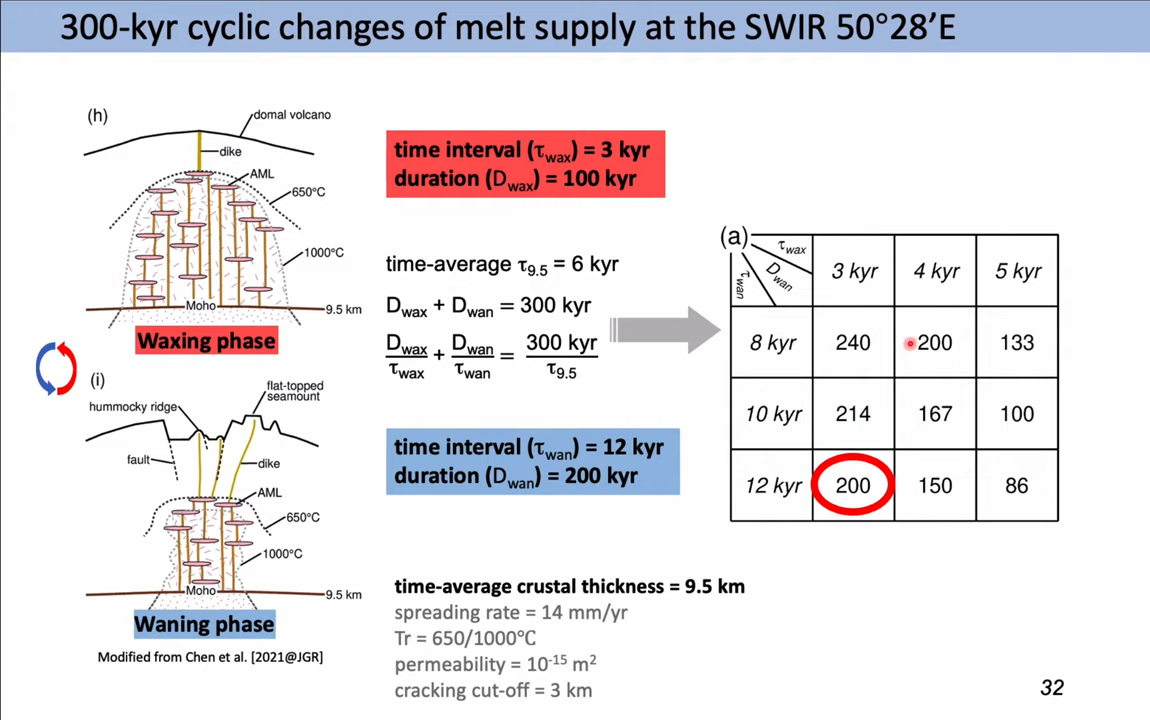 300-kyr cyclic changes of melt supply at the SWIR 50°28’E
(h)
domal volcano
dike
AML
650°C
1000°C
Moho
9.5 km
Waxing phase
(i)
flat-topped
seamount
hummocky ridge
fault
dike
AML
650°C
1000°C
Moho
9.5 km
Waning phase
Modified from Chen et al. [2021@JGR]
time interval (τwax) = 3 kyr
duration (Dwax) = 100 kyr
time-average τ9.5 = 6 kyr
Dwax + Dwan = 300 kyr
Dwax/τwax + Dwan/τwan = 300 kyr/τ9.5
time interval (τwan) = 12 kyr
duration (Dwan) = 200 kyr
time-average crustal thickness = 9.5 km
spreading rate = 14 mm/yr
Tr = 650/1000℃
permeability = 10⁻¹⁵ m²
cracking cut-off = 3 km
(a)
τwax
Dwan
τwan
3 kyr 4 kyr 5 kyr
8 kyr 240 200 133
10 kyr 214 167 100
12 kyr 200 150 86
32